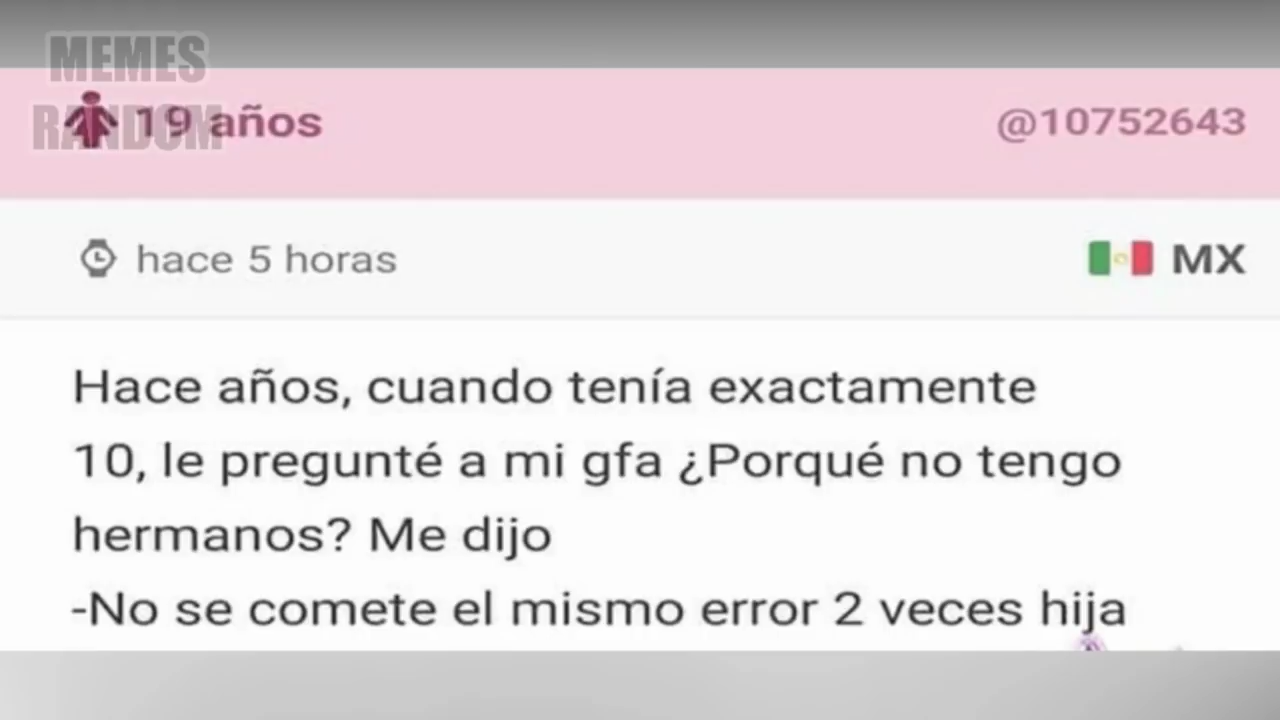 MEMES
RANDOM
19 años
@10752643
hace 5 horas
MX
Hace años, cuando tenía exactamente
10, le pregunté a mi gfa ¿Porqué no tengo
hermanos? Me dijo
-No se comete el mismo error 2 veces hija